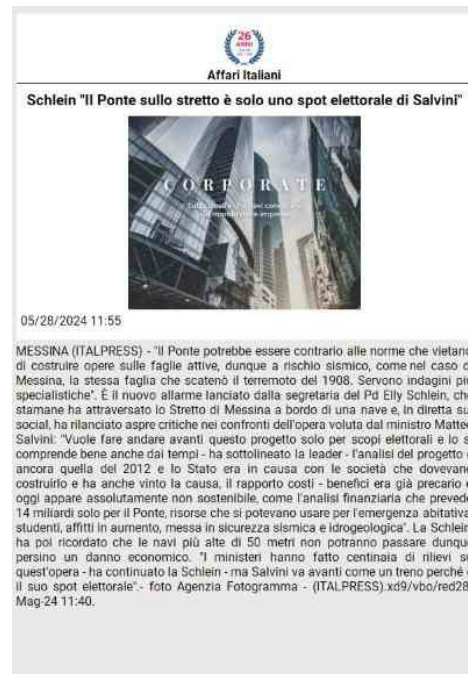 26
ANNI
Affari Italiani
Schlein "Il Ponte sullo stretto è solo uno spot elettorale di Salvini"
CORPORATE
05/28/2024 11:55
MESSINA (ITALPRESS) - "Il Ponte potrebbe essere contrario alle norme che vietano
di costruire opere sulle faglie attive, dunque a rischio sismico, come nel caso d
Messina, la stessa faglia che scatenò il terremoto del 1908. Servono indagini più
specialistiche". È il nuovo allarme lanciato dalla segretaria del Pd Elly Schlein, che
stamane ha attraversato lo Stretto di Messina a bordo di una nave e, in diretta su
social, ha rilanciato aspre critiche nei confronti dell'opera voluta dal ministro Matteo
Salvini: "Vuole fare andare avanti questo progetto solo per scopi elettorali e lo s
comprende bene anche dai tempi - ha sottolineato la leader - l'analisi del progetto è
ancora quella del 2012 e lo Stato era in causa con le società che dovevano
costruirlo e ha anche vinto la causa, il rapporto costi - benefici era già precario e
oggi appare assolutamente non sostenibile, come l'analisi finanziaria che prevede
14 miliardi solo per il Ponte, risorse che si potevano usare per l'emergenza abitativa,
studenti, affitti in aumento, messa in sicurezza sismica e idrogeologica". La Schlein
ha poi ricordato che le navi più alte di 50 metri non potranno passare dunque
persino un danno economico. "I ministeri hanno fatto centinaia di rilievi su
quest'opera - ha continuato la Schlein - ma Salvini va avanti come un treno perché è
il suo spot elettorale".- foto Agenzia Fotogramma - (ITALPRESS).xd9/vbo/red28-
Mag-24 11:40.